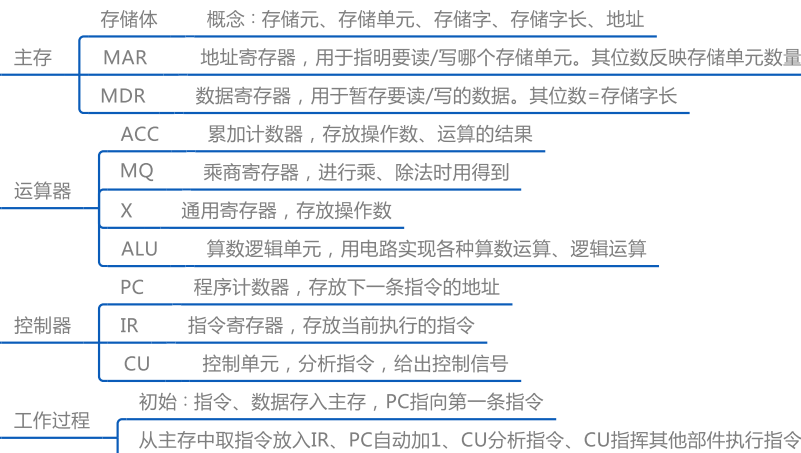 存储体 概念：存储元、存储单元、存储字、存储字长、地址
主存 MAR 地址寄存器，用于指明要读/写哪个存储单元。其位数反映存储单元数量
MDR 数据寄存器，用于暂存要读/写的数据。其位数=存储字长
ACC 累加计数器，存放操作数、运算的结果
MQ 乘商寄存器，进行乘、除法时用得到
运算器
X 通用寄存器，存放操作数
ALU 算数逻辑单元，用电路实现各种算数运算、逻辑运算
PC 程序计数器，存放下一条指令的地址
控制器 IR 指令寄存器，存放当前执行的指令
CU 控制单元，分析指令，给出控制信号
初始：指令、数据存入主存，PC指向第一条指令
工作过程
从主存中取指令放入IR、PC自动加1、CU分析指令、CU指挥其他部件执行指令